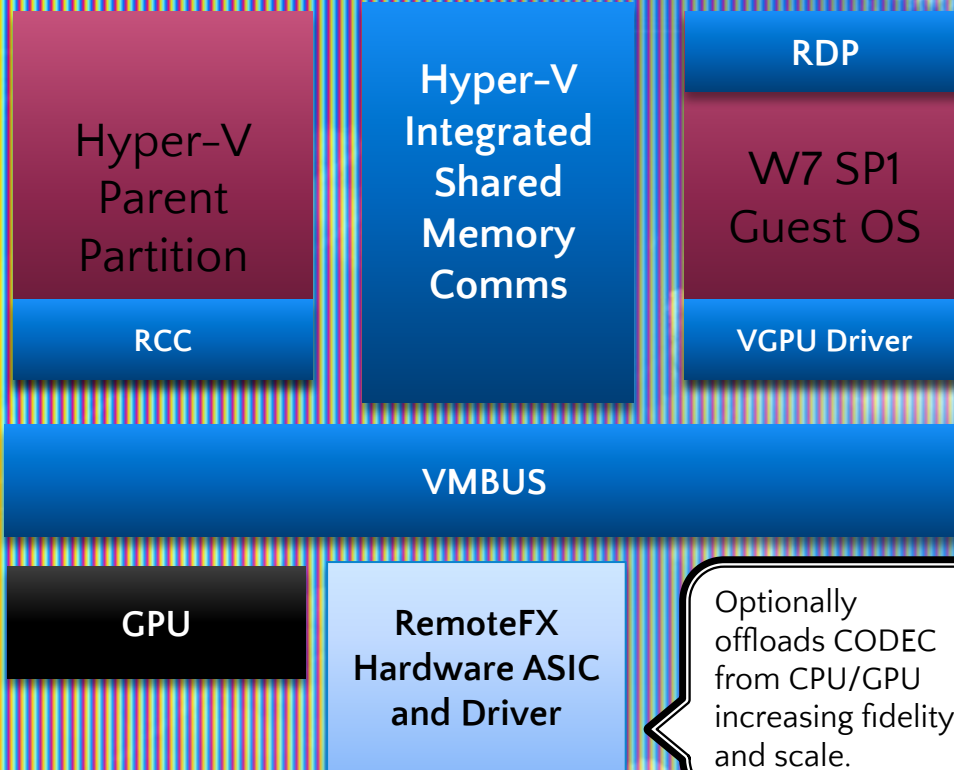 Hyper-V
Parent
Partition
RCC
Hyper-V
Integrated
Shared
Memory
Comms
RDP
W7 SP1
Guest OS
VGPU Driver
VMBUS
GPU
RemoteFX
Hardware ASIC
and Driver
Optionally
offloads CODEC
from CPU/GPU
increasing fidelity
and scale.